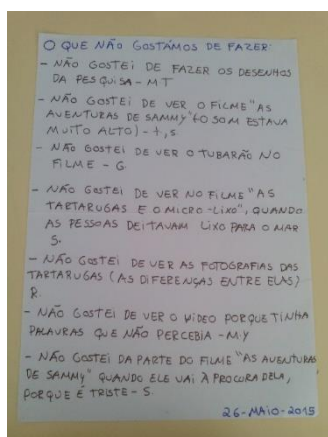 O QUE NÃO GOSTÁMOS DE FAZER:
- NÃO GOSTEI DE FAZER OS DESENHOS
DA PESQUISA - MT
- NÃO GOSTEI DE VER O FILME "AS
AVENTURAS DE SAMMY" (O SOM ESTAVA
MUITO ALTO) - t, s.
- NÃO GOSTEI DE VER O TUBARÃO NO
FILME - G.
- NÃO GOSTEI DE VER NO FILME "AS
TARTARUGAS E O MICRO-LIXO", QUANDO
AS PESSOAS DEITAVAM LIXO PARA O MAR
S.
- NÃO GOSTEI DE VER AS FOTOGRAFIAS DAS
TARTARUGAS (AS DIFERENÇAS ENTRE ELAS)
R.
- NÃO GOSTEI DE VER O VIDEO PORQUE TINHA
PALAVRAS QUE NÃO PERCEBIA - M.Y
- NÃO GOSTEI DA PARTE DO FILME "AS AVENTURAS
DE SAMMY" QUANDO ELE VAI À PROCURA DELA,
PORQUE É TRISTE - S.
26-MAIO-2015